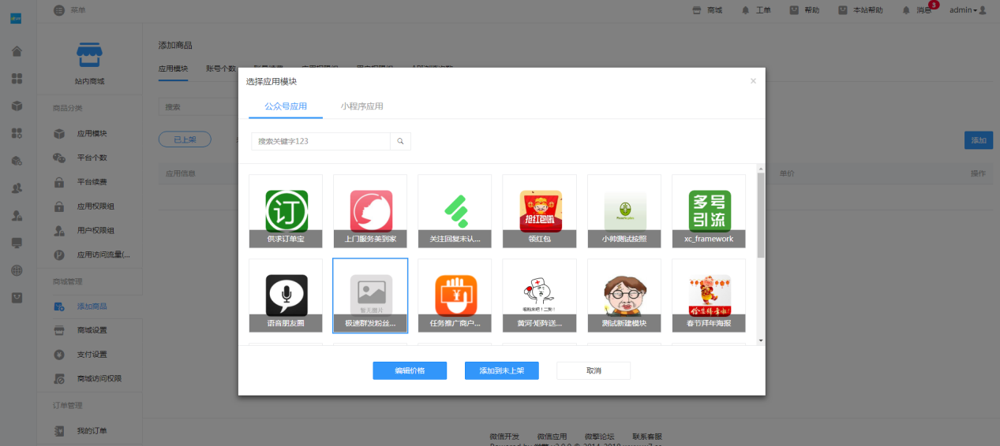 菜单
商城
工单
帮助
本站帮助
消息
3
admin
站内商城
商品分类
应用模块
平台个数
平台续费
应用权限组
用户权限组
应用访问流量(...
商城管理
添加商品
商城设置
支付设置
商城访问权限
订单管理
我的订单
添加商品
应用模块
账号个数
搜索
已上架
添加
应用信息
单价
操作
选择应用模块
×
公众号应用
小程序应用
搜索关键字123
订
供求订单宝
上门服务美到家
关注回复未认...
抢红包啦
领红包
小帅测试按照
多号
引流
xc_framework
语音朋友圈
暂无图片
极速群发粉丝...
任务推广商户...
黄河·矩阵送...
测试新建模块
春节拜年海报
编辑价格
添加到未上架
取消
微信开发
微信应用
微擎论坛
联系客服